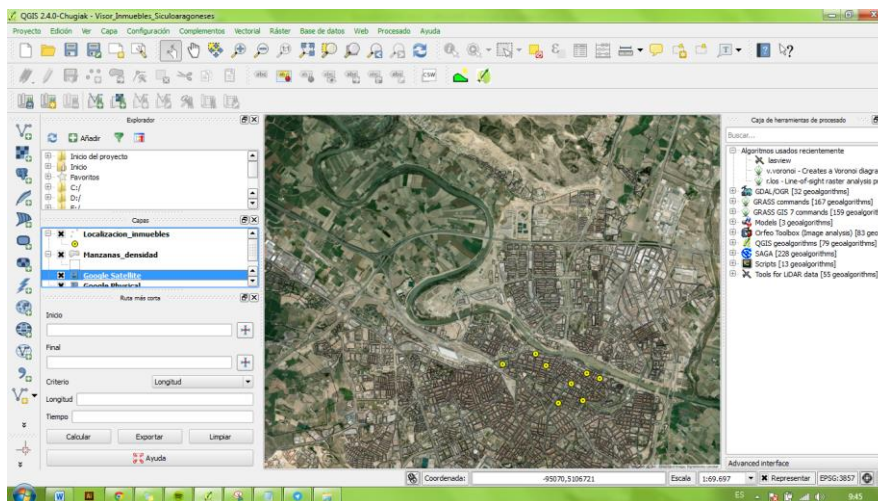 QGIS 2.4.0-Chugiak - Visor_Inmuebles_Siculoaragoneses
Proyecto Edición Ver Capa Configuración Complementos Vectorial Ráster Base de datos Web Procesado Ayuda
CSW
Explorador
Añadir
Inicio del proyecto
Inicio
Favoritos
C:/
D:/
E:/
Capas
Localizacion_inmuebles
Manzanas_densidad
Google Satellite
Google Physical
Ruta más corta
Inicio
Final
Criterio Longitud
Longitud
Tiempo
Calcular Exportar Limpiar
Ayuda
Caja de herramientas de procesado
Buscar...
Algoritmos usados recientemente
lasview
v.voronoi - Creates a Voronoi diagra
r.los - Line-of-sight raster analysis pr
GDAL/OGR [32 geoalgorithms]
GRASS commands [167 geoalgorit
GRASS GIS 7 commands [159 geoalgorit
Models [3 geoalgorithms]
Orfeo Toolbox (Image analysis) [83 geo
QGIS geoalgorithms [79 geoalgorithms]
SAGA [228 geoalgorithms]
Scripts [13 geoalgorithms]
Tools for LiDAR data [55 geoalgorithms]
Advanced interface
Coordenada: -95070,5106721 Escala 1:69.697 Representar EPSG:3857
ES 9:45